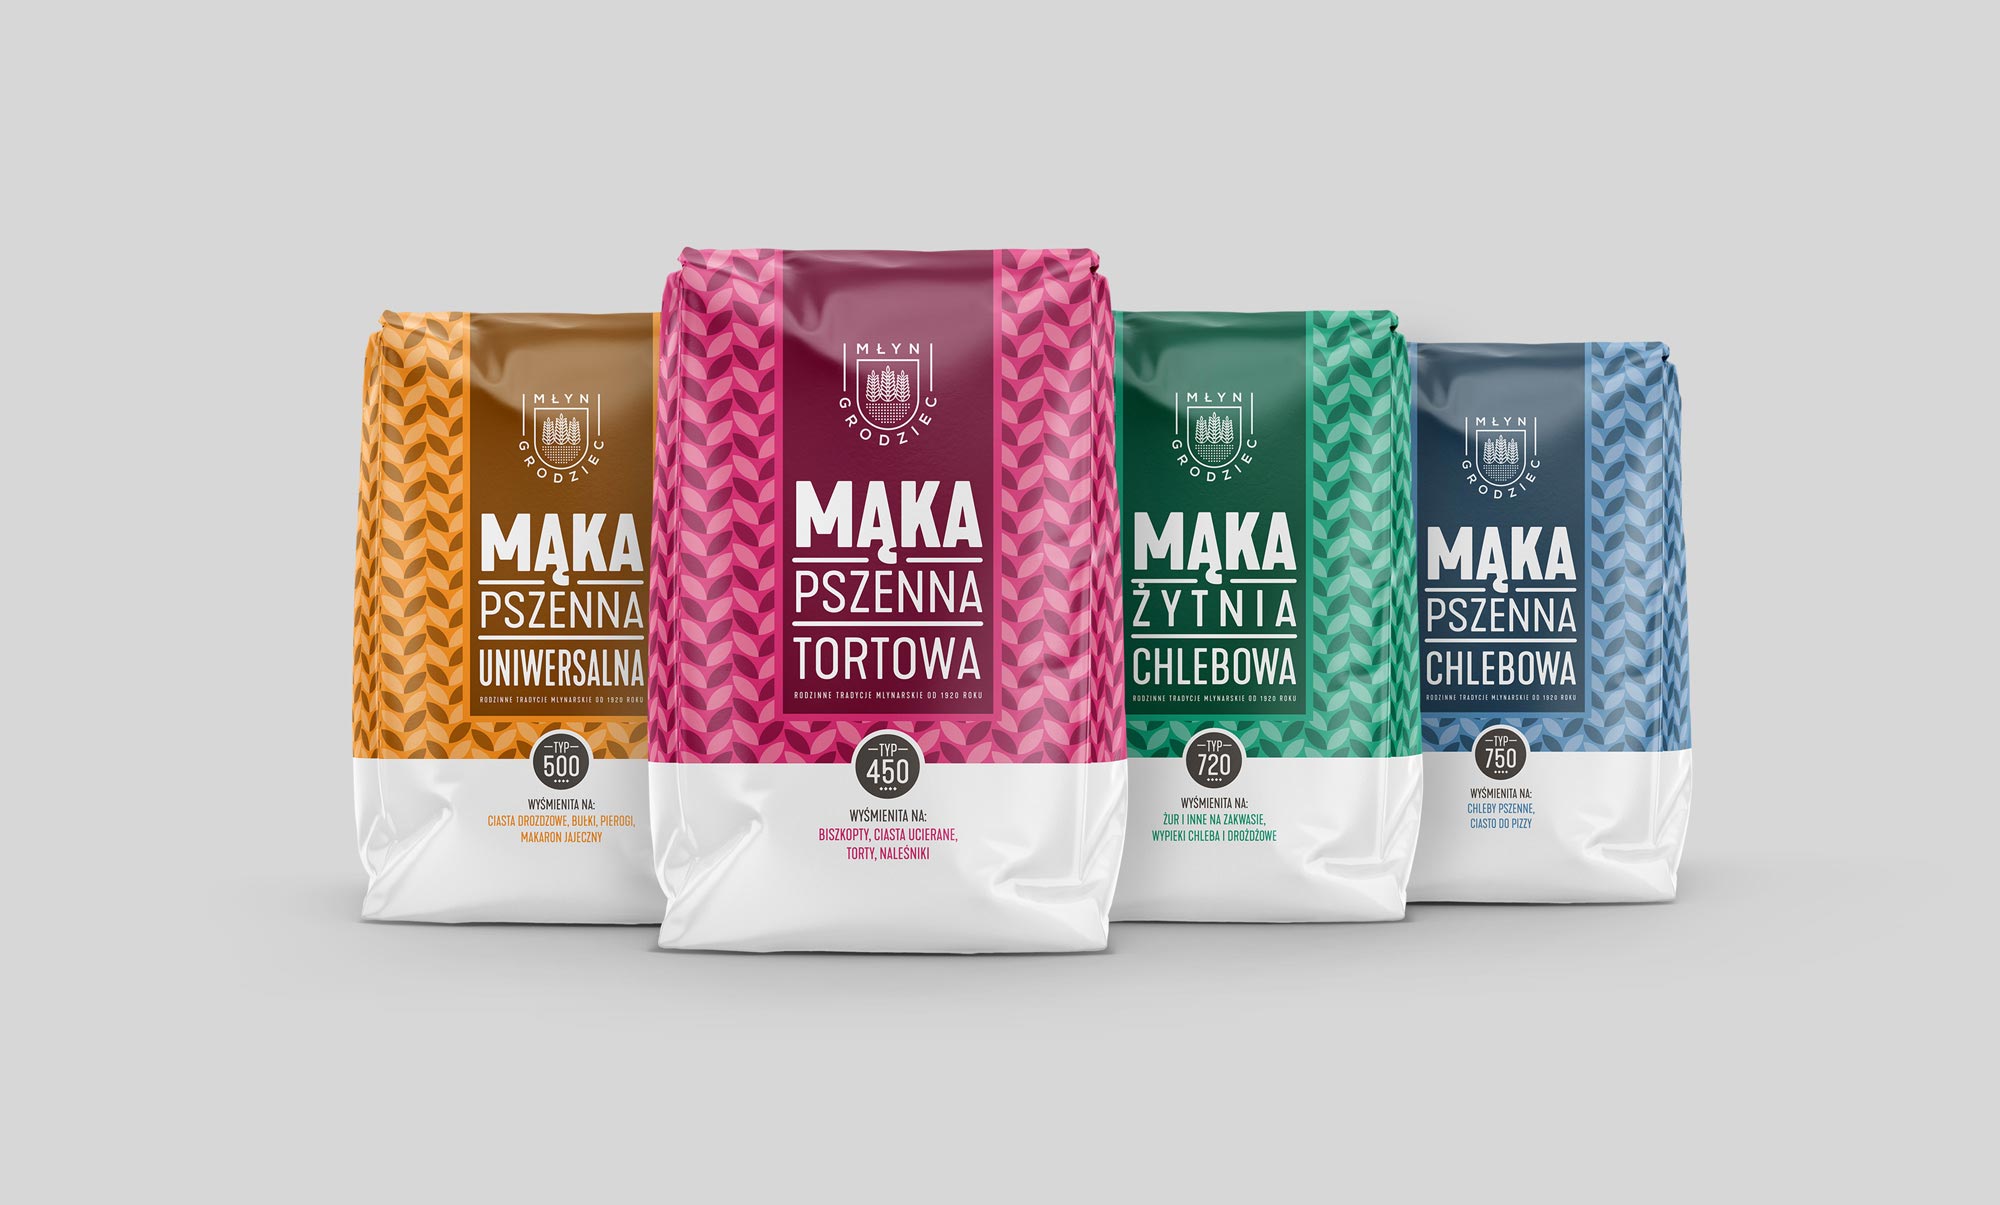 MŁYN
GRODZIEC
MĄKA
PSZENNA
UNIWERSALNA
RODZINNE TRADYCJE MŁYNARSKIE OD 1920 ROKU
TYP
500
WYŚMIENITA NA:
CIASTA DROŻDZOWE, BUŁKI, PIEROGI,
MAKARON JAJECZNY
MŁYN
GRODZIEC
MĄKA
PSZENNA
TORTOWA
RODZINNE TRADYCJE MŁYNARSKIE OD 1920 ROKU
TYP
450
WYŚMIENITA NA:
BISZKOPTY, CIASTA UCIERANE,
TORTY, NALEŚNIKI
MŁYN
GRODZIEC
MĄKA
ŻYTNIA
CHLEBOWA
RODZINNE TRADYCJE MŁYNARSKIE OD 1920 ROKU
TYP
720
WYŚMIENITA NA:
ŻUR I INNE NA ZAKWASIE,
WYPIEKI CHLEBA I DROŻDŻOWE
MŁYN
GRODZIEC
MĄKA
PSZENNA
CHLEBOWA
RODZINNE TRADYCJE MŁYNARSKIE OD 1920 ROKU
TYP
750
WYŚMIENITA NA:
CHLEBY PSZENNE,
CIASTO DO PIZZY